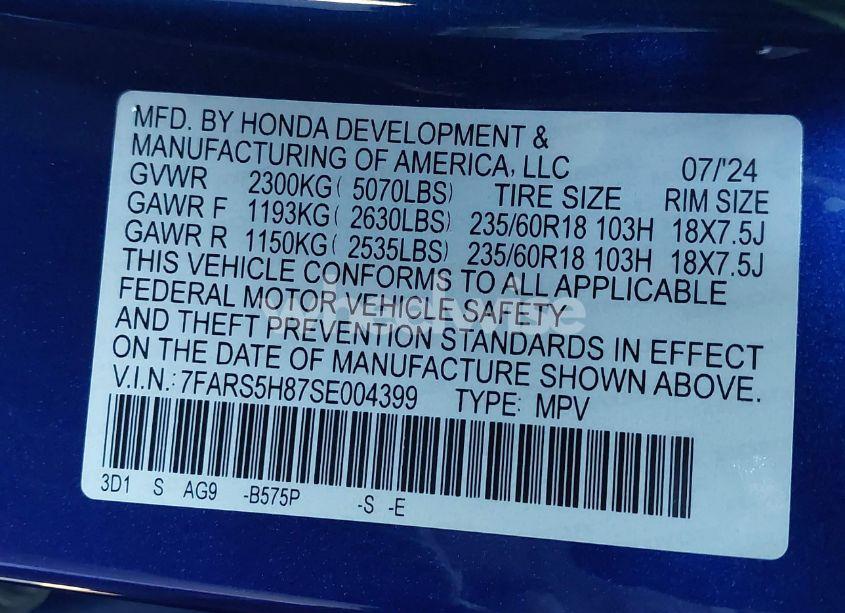 MFD. BY HONDA DEVELOPMENT &
MANUFACTURING OF AMERICA, LLC 07/'24
GVWR 2300KG( 5070LBS) TIRE SIZE RIM SIZE
GAWR F 1193KG( 2630LBS) 235/60R18 103H 18X7.5J
GAWR R 1150KG( 2535LBS) 235/60R18 103H 18X7.5J
THIS VEHICLE CONFORMS TO ALL APPLICABLE
FEDERAL MOTOR VEHICLE SAFETY
AND THEFT PREVENTION STANDARDS IN EFFECT
ON THE DATE OF MANUFACTURE SHOWN ABOVE.
V.I.N.: 7FARS5H87SE004399 TYPE: MPV
3D1 S AG9 -B575P -S -E